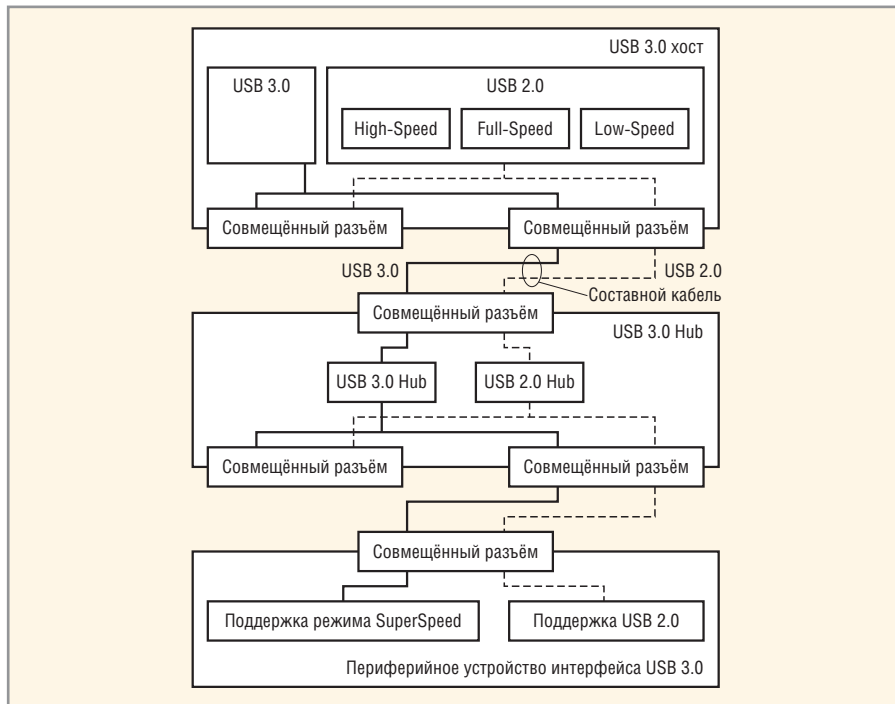 USB 3.0 хост
USB 3.0
USB 2.0
High-Speed
Full-Speed
Low-Speed
Совмещённый разъём
Совмещённый разъём
USB 3.0
USB 2.0
Составной кабель
Совмещённый разъём
USB 3.0 Hub
USB 3.0 Hub
USB 2.0 Hub
Совмещённый разъём
Совмещённый разъём
Совмещённый разъём
Поддержка режима SuperSpeed
Поддержка USB 2.0
Периферийное устройство интерфейса USB 3.0